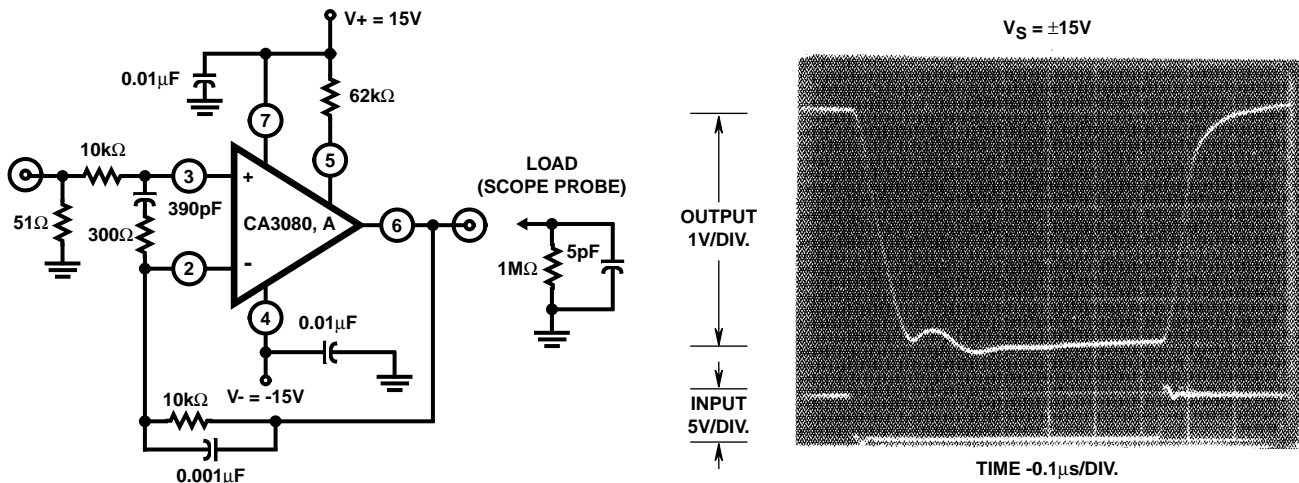 V+ = 15V
0.01µF
62kΩ
7
10kΩ
5
3
+
390pF
CA3080, A
6
51Ω
300Ω
2
-
4
0.01µF
V- = -15V
10kΩ
0.001µF
LOAD
(SCOPE PROBE)
5pF
1MΩ
VS = ±15V
OUTPUT
1V/DIV.
INPUT
5V/DIV.
TIME -0.1µs/DIV.